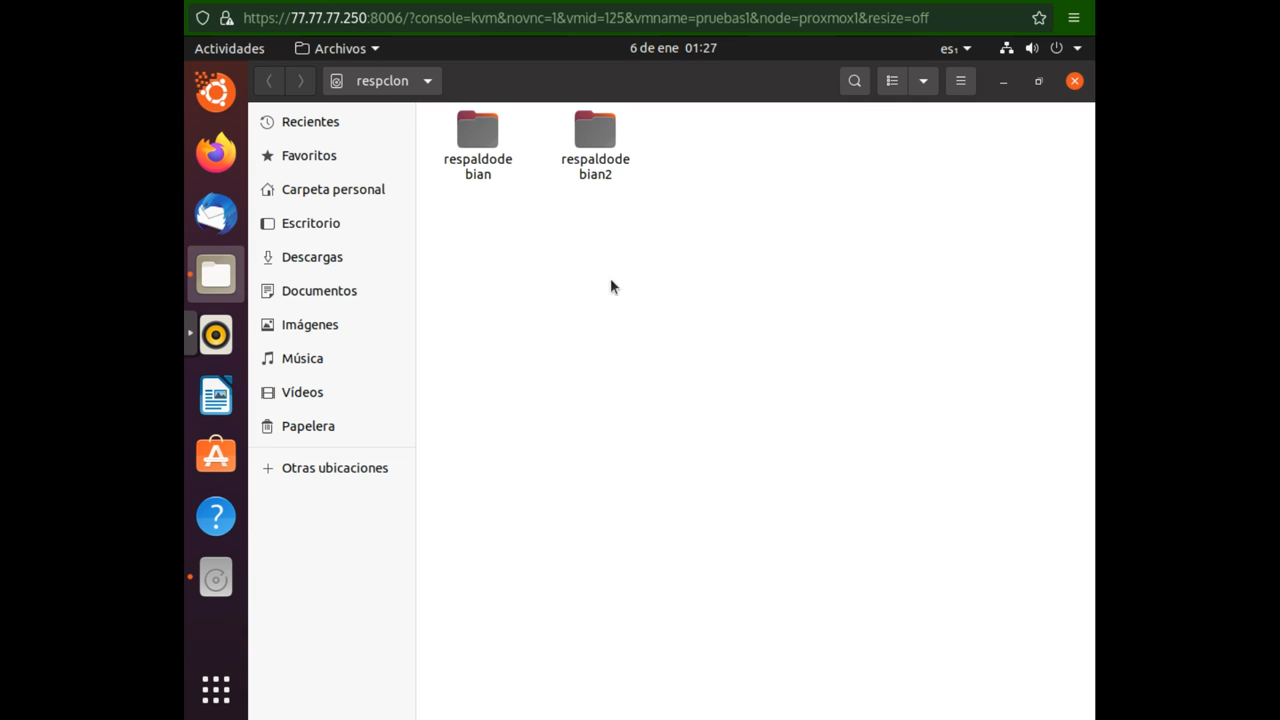 https://77.77.77.250:8006/?console=kvm&novnc=1&vmid=125&vmname=pruebas1&node=proxmox1&resize=off
Actividades Archivos 6 de ene 01:27 es₁
respclon
Recientes
Favoritos
Carpeta personal
Escritorio
Descargas
Documentos
Imágenes
Música
Vídeos
Papelera
+ Otras ubicaciones
respaldode
bian
respaldode
bian2